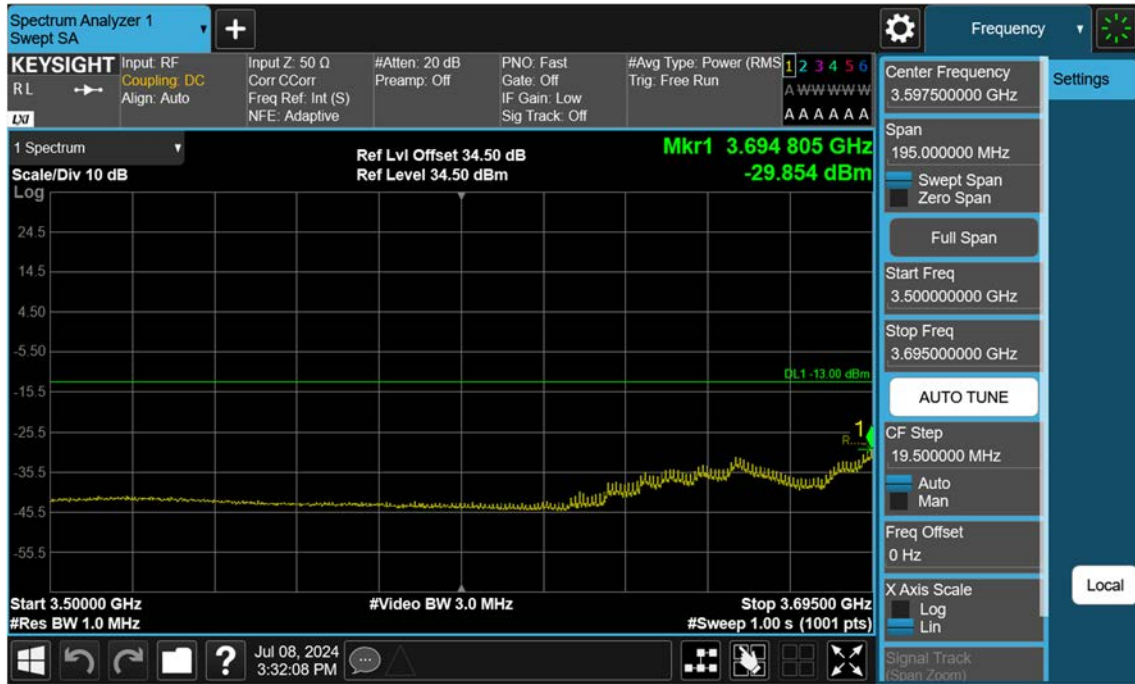 Spectrum Analyzer 1
Swept SA
Frequency
KEYSIGHT
RL
LXI
Input: RF
Coupling: DC
Align: Auto
Input Z: 50 Ω
Corr CCorr
Freq Ref: Int (S)
NFE: Adaptive
#Atten: 20 dB
Preamp: Off
PNO: Fast
Gate: Off
IF Gain: Low
Sig Track: Off
#Avg Type: Power (RMS
Trig: Free Run
1 2 3 4 5 6
A W W W W W
A A A A A A
1 Spectrum
Scale/Div 10 dB
Log
Ref Lvl Offset 34.50 dB
Ref Level 34.50 dBm
Mkr1 3.694 805 GHz
-29.854 dBm
24.5
14.5
4.50
-5.50
-15.5
-25.5
-35.5
-45.5
-55.5
DL1 -13.00 dBm
1
R...
Start 3.50000 GHz
#Res BW 1.0 MHz
#Video BW 3.0 MHz
Stop 3.69500 GHz
#Sweep 1.00 s (1001 pts)
Center Frequency
3.597500000 GHz
Span
195.000000 MHz
Swept Span
Zero Span
Full Span
Start Freq
3.500000000 GHz
Stop Freq
3.695000000 GHz
AUTO TUNE
CF Step
19.500000 MHz
Auto
Man
Freq Offset
0 Hz
X Axis Scale
Log
Lin
Signal Track
(Span Zoom)
Settings
Local
?
Jul 08, 2024
3:32:08 PM